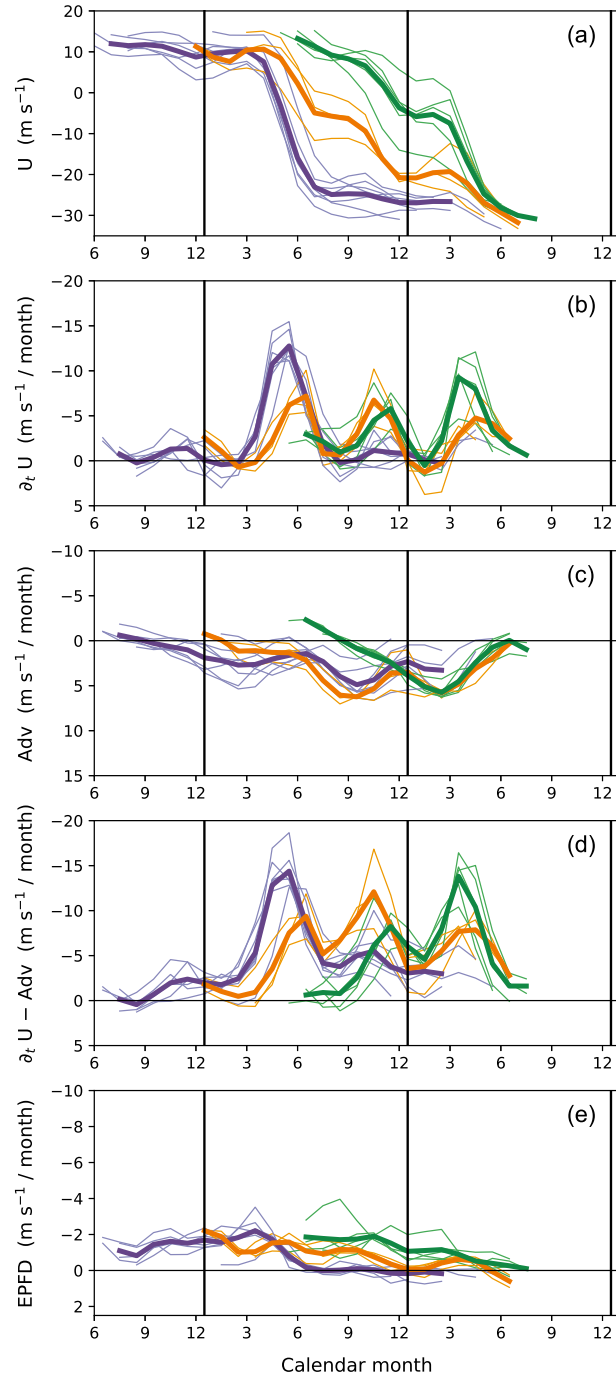 (a)
U (m s⁻¹)
20
10
0
−10
−20
−30
6 9 12 3 6 9 12 3 6 9 12
(b)
∂ₜ U (m s⁻¹ / month)
−20
−15
−10
−5
0
5
6 9 12 3 6 9 12 3 6 9 12
(c)
Adv (m s⁻¹ / month)
−10
−5
0
5
10
15
6 9 12 3 6 9 12 3 6 9 12
(d)
∂ₜ U − Adv (m s⁻¹ / month)
−20
−15
−10
−5
0
5
6 9 12 3 6 9 12 3 6 9 12
(e)
EPFD (m s⁻¹ / month)
−10
−8
−6
−4
−2
0
2
6 9 12 3 6 9 12 3 6 9 12
Calendar month